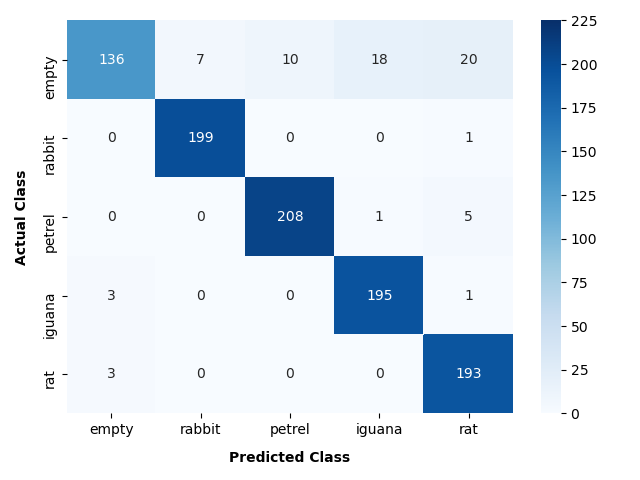 136 7 10 18 20
0 199 0 0 1
0 0 208 1 5
3 0 0 195 1
3 0 0 0 193
empty
rabbit
petrel
iguana
rat
Actual Class
empty rabbit petrel iguana rat
Predicted Class
225
200
175
150
125
100
75
50
25
0